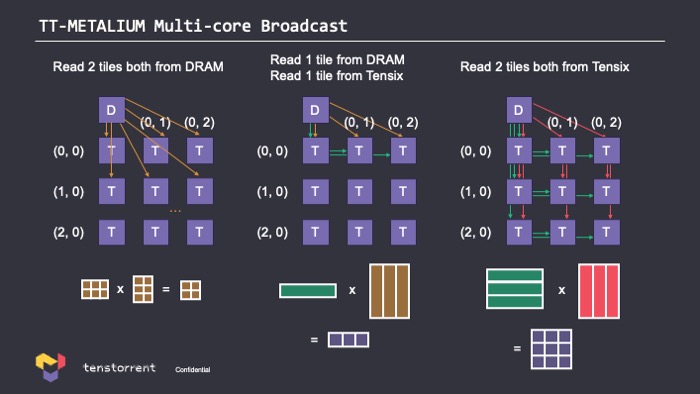 TT-METALIUM Multi-core Broadcast
Read 2 tiles both from DRAM
D
(0, 1) (0, 2)
(0, 0) T T T
(1, 0) T T T
...
(2, 0) T T T
x =
Read 1 tile from DRAM
Read 1 tile from Tensix
D
(0, 1) (0, 2)
(0, 0) T T T
(1, 0) T T T
(2, 0) T T T
x
=
Read 2 tiles both from Tensix
D
(0, 1) (0, 2)
(0, 0) T T T
(1, 0) T T T
(2, 0) T T T
x
=
tenstorrent
Confidential